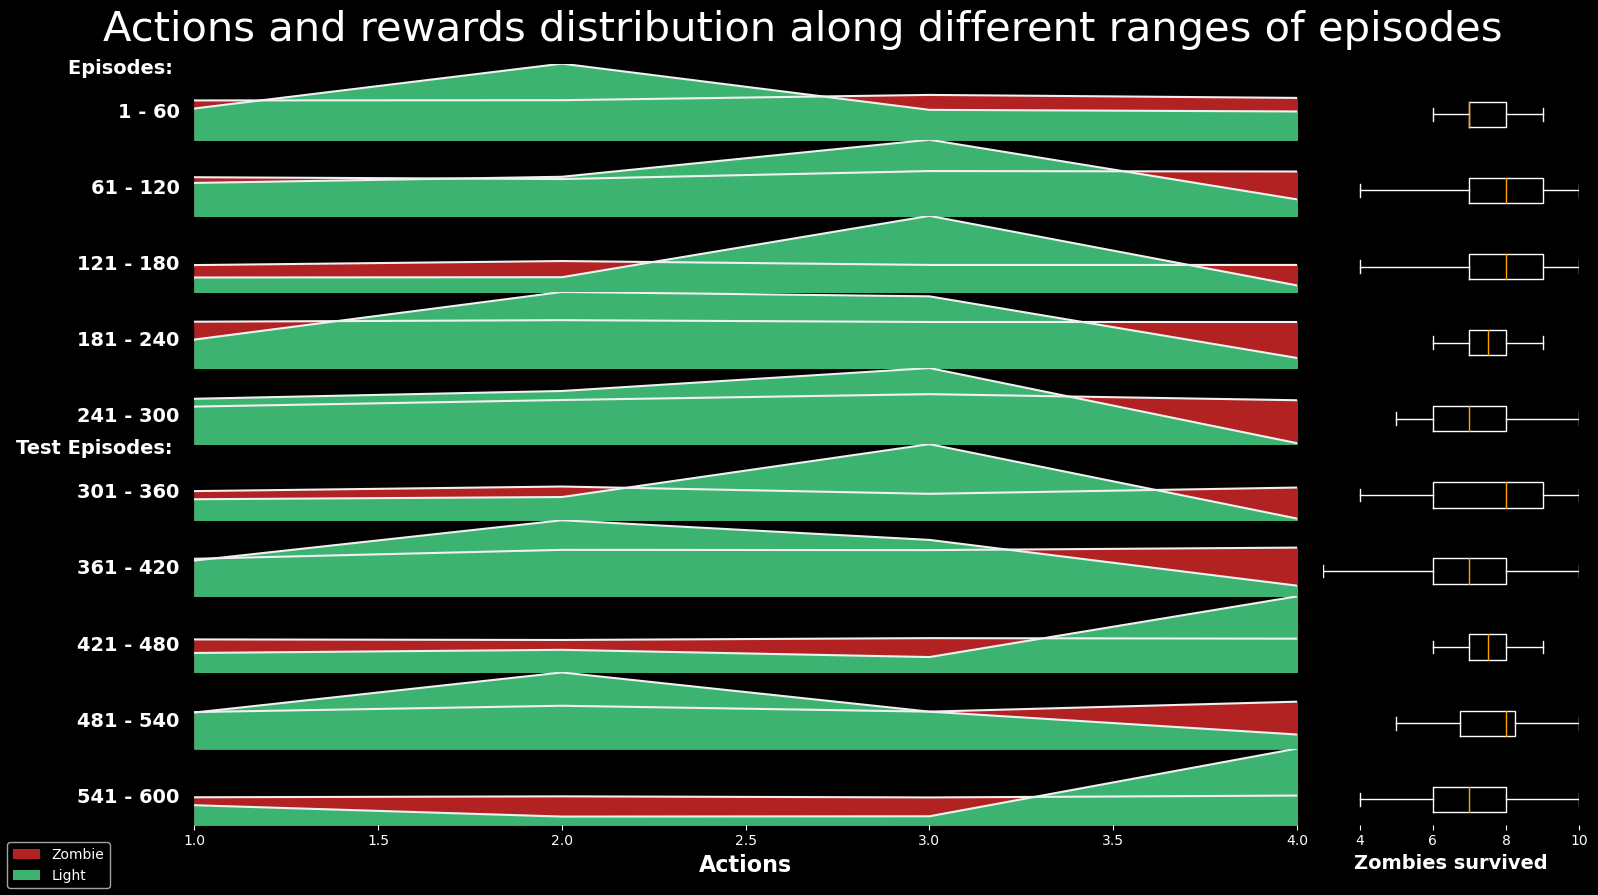 Actions and rewards distribution along different ranges of episodes
Episodes:
1 - 60
61 - 120
121 - 180
181 - 240
241 - 300
Test Episodes:
301 - 360
361 - 420
421 - 480
481 - 540
541 - 600
1.0 1.5 2.0 2.5 3.0 3.5 4.0
Actions
4 6 8 10
Zombies survived
Zombie
Light